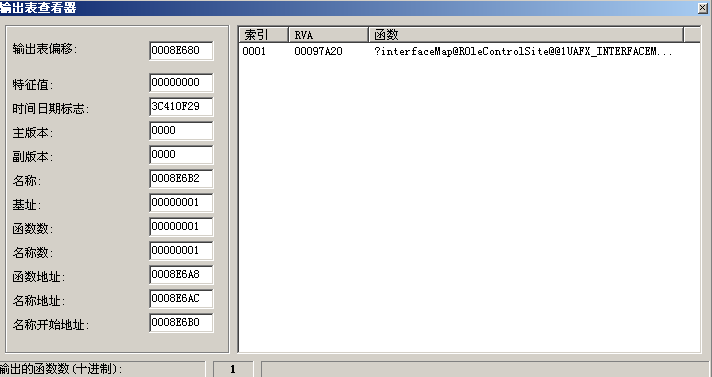 输出表查看器
输出表偏移: 0008E680
特征值: 00000000
时间日期标志: 3C410F29
主版本: 0000
副版本: 0000
名称: 0008E6B2
基址: 00000001
函数数: 00000001
名称数: 00000001
函数地址: 0008E6A8
名称地址: 0008E6AC
名称开始地址: 0008E6B0
索引 RVA 函数
0001 00097A20 ?interfaceMap@ROleControlSite@@1UAFX_INTERFACEM...
输出的函数数(十进制): 1